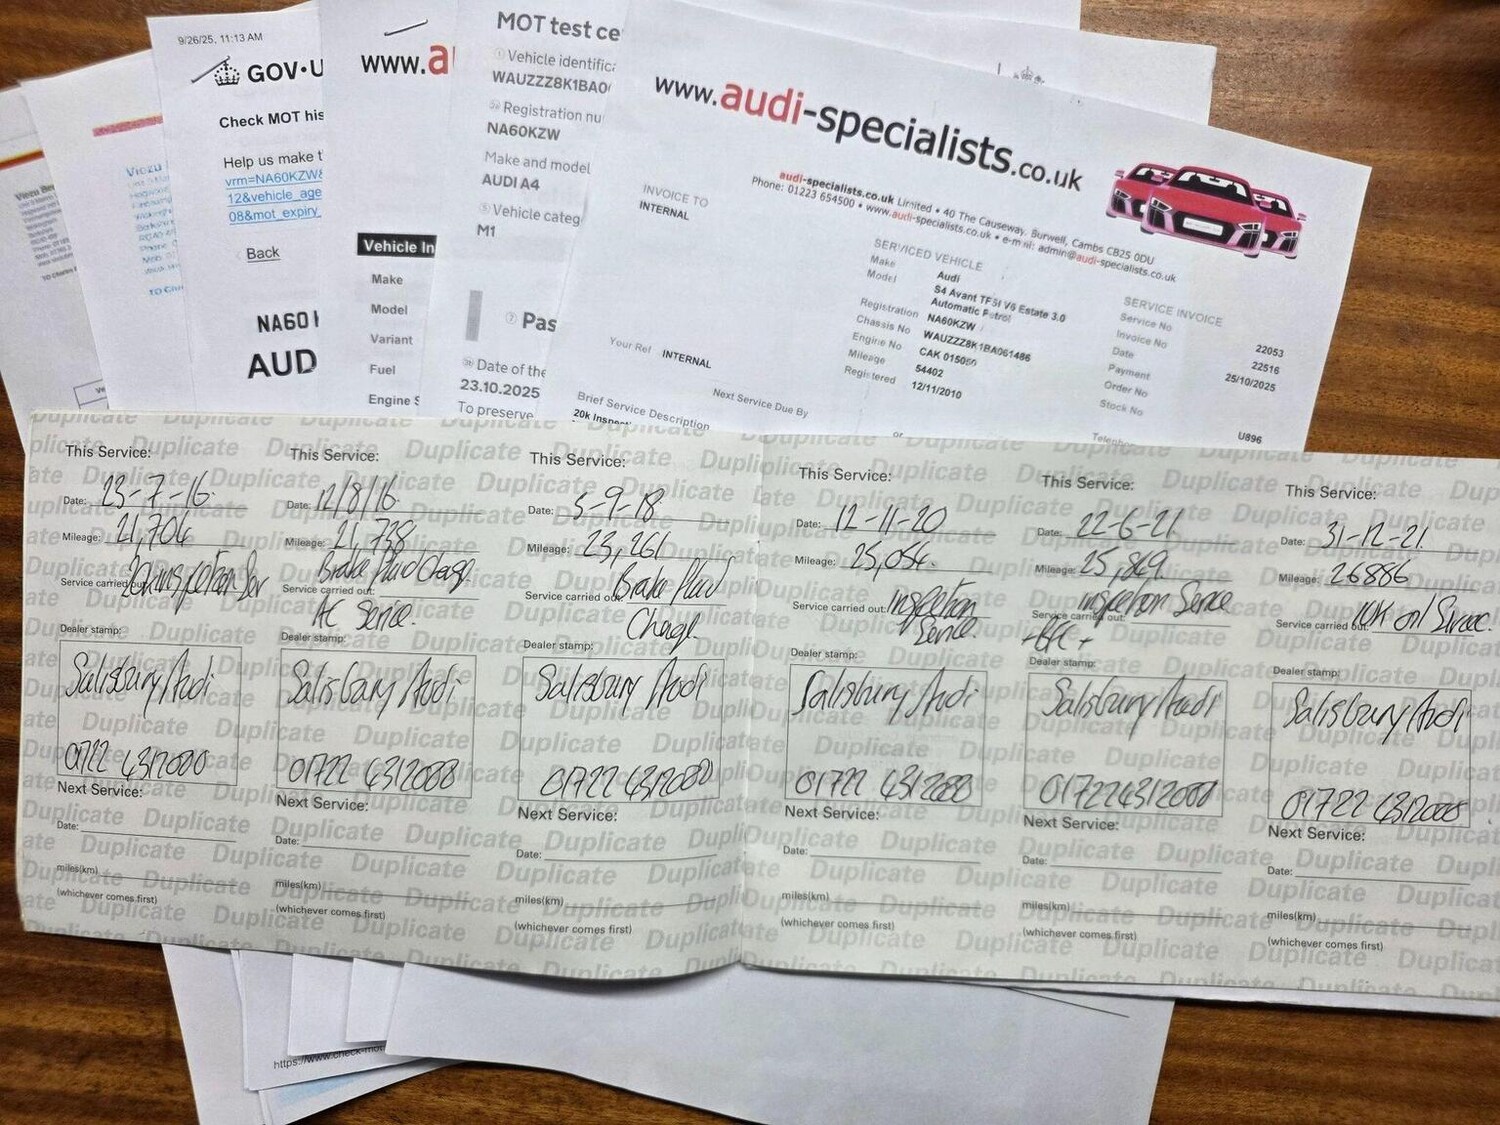 9/26/25, 11:13 AM
GOV•U
Check MOT his
Help us make t
vrm=NA60KZW&
12&vehicle_age
08&mot_expiry_
Back
NA60
AUD
Viezu
www.a
Vehicle In
Make
Model
Variant
Fuel
Engine S
MOT test ce
Vehicle identifica
WAUZZZ8K1BA0
Registration nu
NA60KZW
Make and model
AUDI A4
Vehicle categ
M1
Pas
Date of the
23.10.2025
To preserve
www.audi-specialists.co.uk
audi-specialists.co.uk Limited • 40 The Causeway, Burwell, Cambs CB25 0DU
Phone: 01223 654500 • www.audi-specialists.co.uk • e-mail: admin@audi-specialists.co.uk
INVOICE TO
INTERNAL
Your Ref INTERNAL
SERVICED VEHICLE
Make Audi
Model S4 Avant TFSI V6 Estate 3.0
Automatic Petrol
Registration NA60KZW
Chassis No WAUZZZ8K1BA061486
Engine No CAK 015050
Mileage 54402
Registered 12/11/2010
SERVICE INVOICE
Service No 22053
Invoice No 22516
Date 25/10/2025
Payment
Order No
Stock No U896
Telephone
Brief Service Description
20k Inspect
Next Service Due By
or
This Service:
Date: 23-7-16
Mileage: 21,704
Service carried out:
Dealer stamp:
Salisbury Audi
01722 4312000
Next Service:
Date:
miles(km)
(whichever comes first)
This Service:
Date: 12/8/16
Mileage: 21,738
Brake Fluid Change.
Service carried out:
AC Service.
Dealer stamp:
Salisbury Audi
01722 4312000
Next Service:
Date:
miles(km)
(whichever comes first)
This Service:
Date: 5-9-18
Mileage: 23,261
Service carried out: Brake Fluid
Change.
Dealer stamp:
Salisbury Audi
01722 4312000
Next Service:
Date:
miles(km)
(whichever comes first)
This Service:
Date: 12-11-20
Mileage: 25,054.
Service carried out: Inspection
Service.
Dealer stamp:
Salisbury Audi
01722 4312000
Next Service:
Date:
miles(km)
(whichever comes first)
This Service:
Date: 22-6-21
Mileage: 25,869
Inspection Service
Service carried out:
Dealer stamp:
Salisbury Audi
01722 4312000
Next Service:
Date:
miles(km)
(whichever comes first)
This Service:
Date: 31-12-21.
Mileage: 26886
Service carried out: 10K oil Service.
Dealer stamp:
Salisbury Audi
01722 4312000
Next Service:
Date:
miles(km)
(whichever comes first)
Duplicate